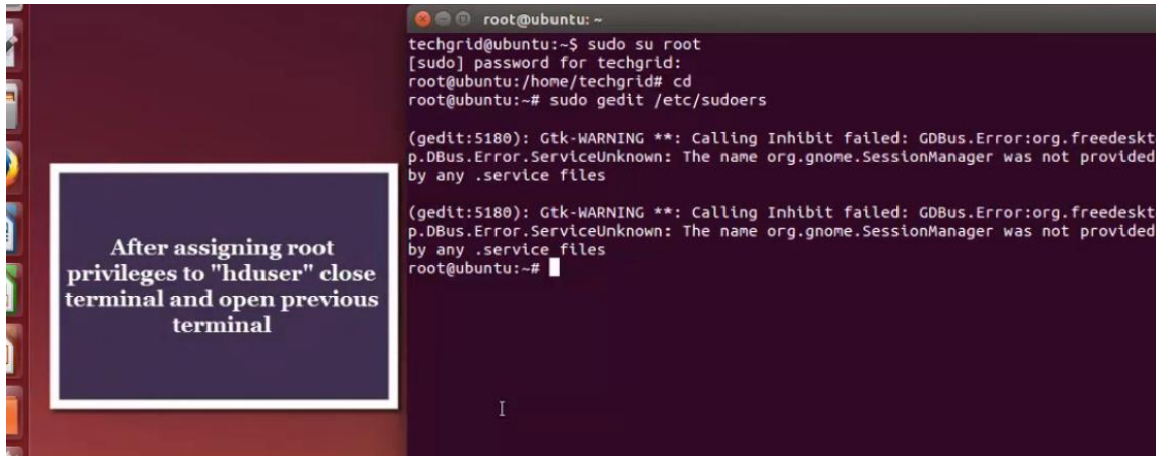 root@ubuntu: ~
techgrid@ubuntu:~$ sudo su root
[sudo] password for techgrid:
root@ubuntu:/home/techgrid# cd
root@ubuntu:~# sudo gedit /etc/sudoers
(gedit:5180): Gtk-WARNING **: Calling Inhibit failed: GDBus.Error:org.freedeskt
p.DBus.Error.ServiceUnknown: The name org.gnome.SessionManager was not provided
by any .service files
(gedit:5180): Gtk-WARNING **: Calling Inhibit failed: GDBus.Error:org.freedeskt
p.DBus.Error.ServiceUnknown: The name org.gnome.SessionManager was not provided
by any .service files
root@ubuntu:~#
After assigning root
privileges to "hduser" close
terminal and open previous
terminal